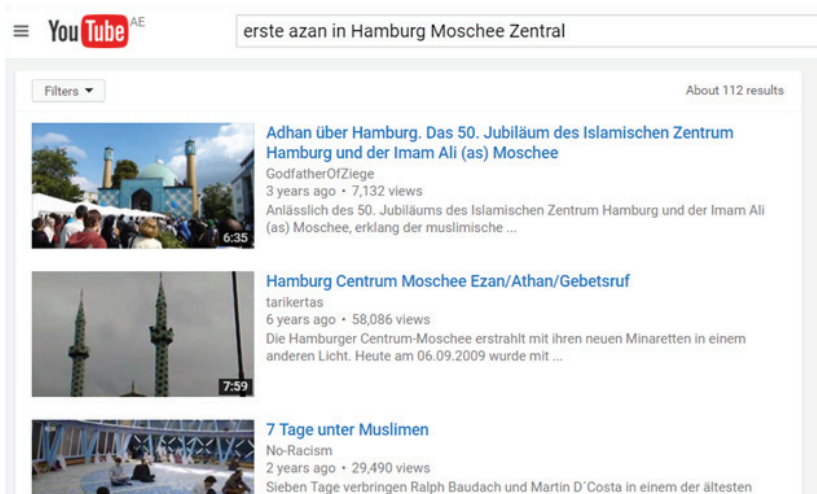 YouTube AE
erste azan in Hamburg Moschee Zentral
Filters
About 112 results
Adhan über Hamburg. Das 50. Jubiläum des Islamischen Zentrum
Hamburg und der Imam Ali (as) Moschee
GodfatherOfZiege
3 years ago • 7,132 views
Anlässlich des 50. Jubiläums des Islamischen Zentrum Hamburg und der Imam Ali
(as) Moschee, erklang der muslimische ...
6:35
Hamburg Centrum Moschee Ezan/Athan/Gebetsruf
tarikertas
6 years ago • 58,086 views
Die Hamburger Centrum-Moschee erstrahlt mit ihren neuen Minaretten in einem
anderen Licht. Heute am 06.09.2009 wurde mit ...
7:59
7 Tage unter Muslimen
No-Racism
2 years ago • 29,490 views
Sieben Tage verbringen Ralph Baudach und Martin D´Costa in einem der ältesten